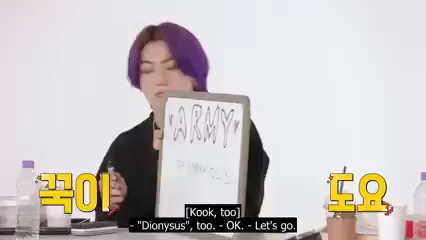 ARMY
꾹이
도요
[Kook, too]
- "Dionysus", too. - OK. - Let's go.